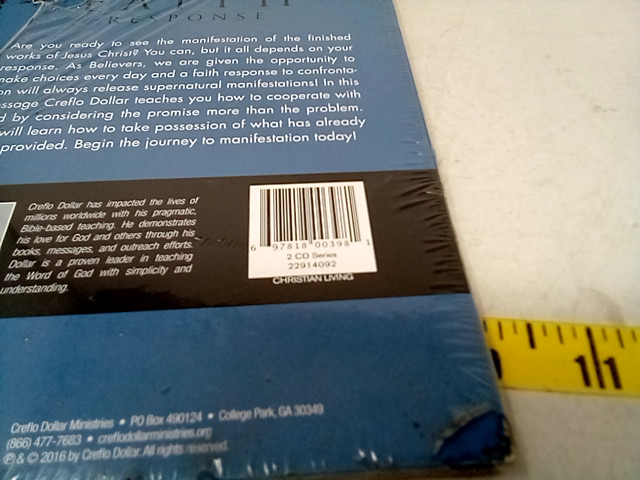 FAITH
RESPONSE
Are you ready to see the manifestation of the finished
works of Jesus Christ? You can, but it all depends on your
response. As Believers, we are given the opportunity to
make choices every day and a faith response to confronta-
on will always release supernatural manifestations! In this
ssage Creflo Dollar teaches you how to cooperate with
d by considering the promise more than the problem.
will learn how to take possession of what has already
provided. Begin the journey to manifestation today!
Creflo Dollar has impacted the lives of
millions worldwide with his pragmatic,
Bible-based teaching. He demonstrates
his love for God and others through his
books, messages, and outreach efforts.
Dollar is a proven leader in teaching
the Word of God with simplicity and
understanding.
6 97818 00398 1
2 CD Series
22914092
CHRISTIAN LIVING
Creflo Dollar Ministries • PO Box 490124 • College Park, GA 30349
(866) 477-7683 • creflodollarministries.org
℗ & © 2016 by Creflo Dollar. All rights reserved.
11